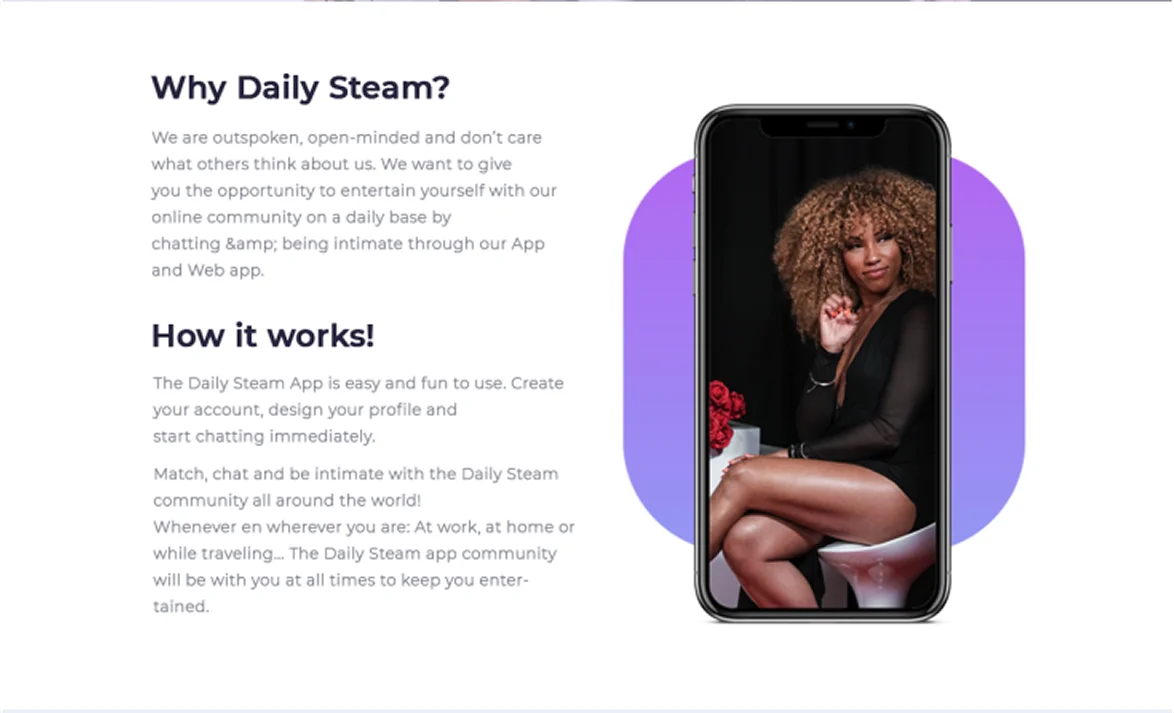 Why Daily Steam?
We are outspoken, open-minded and don't care
what others think about us. We want to give
you the opportunity to entertain yourself with our
online community on a daily base by
chatting &amp; being intimate through our App
and Web app.
How it works!
The Daily Steam App is easy and fun to use. Create
your account, design your profile and
start chatting immediately.
Match, chat and be intimate with the Daily Steam
community all around the world!
Whenever en wherever you are: At work, at home or
while traveling... The Daily Steam app community
will be with you at all times to keep you enter-
tained.